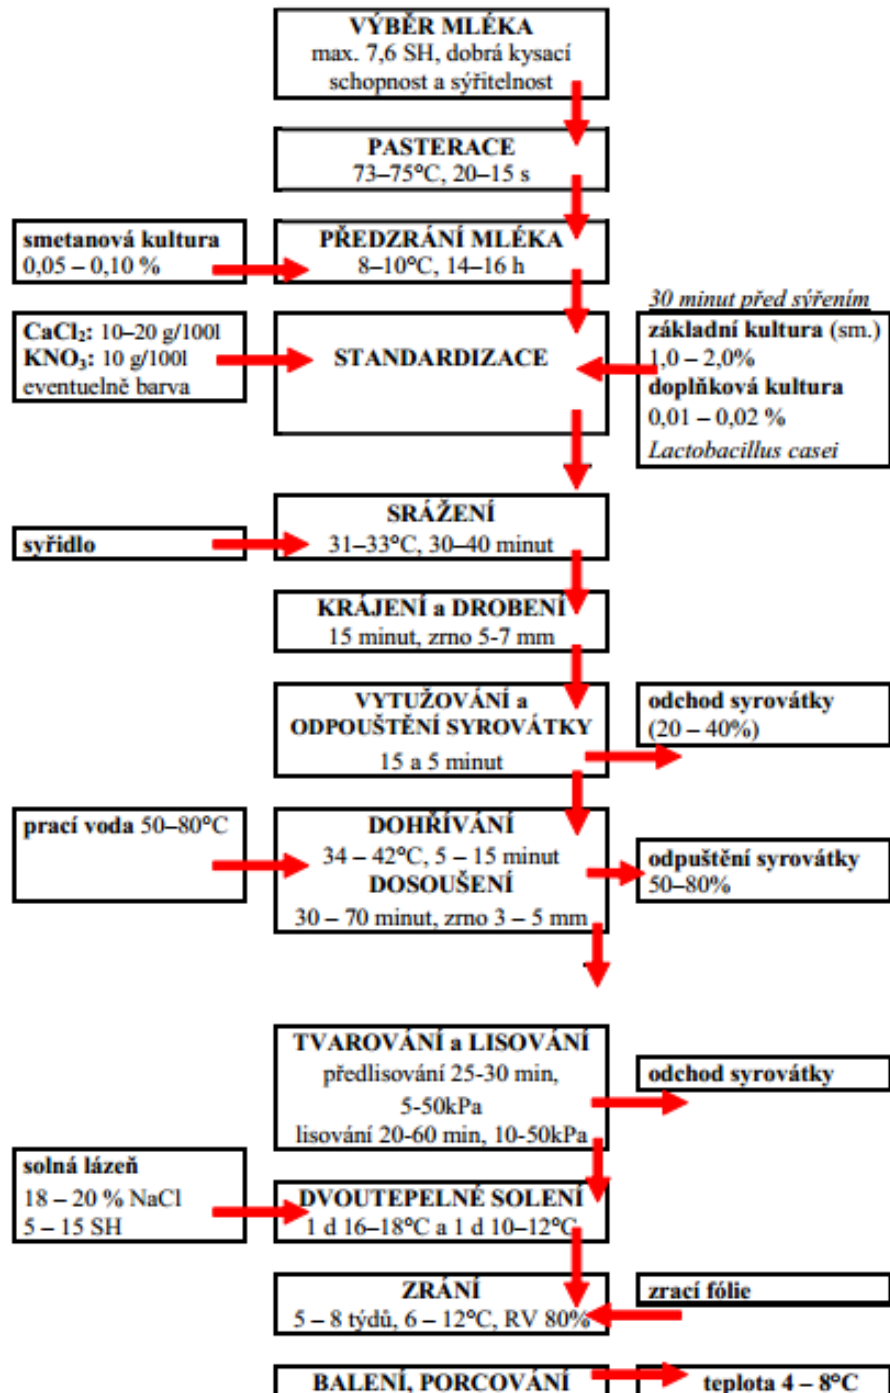 VÝBĚR MLÉKA
max. 7,6 SH, dobrá kysací
schopnost a sýřitelnost
PASTERACE
73–75°C, 20–15 s
smetanová kultura
0,05 – 0,10 %
PŘEDZRÁNÍ MLÉKA
8–10°C, 14–16 h
CaCl₂: 10–20 g/100l
KNO₃: 10 g/100l
eventuelně barva
STANDARDIZACE
30 minut před sýřením
základní kultura (sm.)
1,0 – 2,0%
doplňková kultura
0,01 – 0,02 %
Lactobacillus casei
syřidlo
SRÁŽENÍ
31–33°C, 30–40 minut
KRÁJENÍ a DROBENÍ
15 minut, zrno 5-7 mm
VYTUŽOVÁNÍ a
ODPOUŠTĚNÍ SYROVÁTKY
15 a 5 minut
odchod syrovátky
(20 – 40%)
prací voda 50–80°C
DOHŘÍVÁNÍ
34 – 42°C, 5 – 15 minut
DOSOUŠENÍ
30 – 70 minut, zrno 3 – 5 mm
odpuštění syrovátky
50–80%
TVAROVÁNÍ a LISOVÁNÍ
předlisování 25-30 min,
5-50kPa
lisování 20-60 min, 10-50kPa
odchod syrovátky
solná lázeň
18 – 20 % NaCl
5 – 15 SH
DVOUTEPELNÉ SOLENÍ
1 d 16–18°C a 1 d 10–12°C
ZRÁNÍ
5 – 8 týdů, 6 – 12°C, RV 80%
zrací fólie
BALENÍ, PORCOVÁNÍ
teplota 4 – 8°C